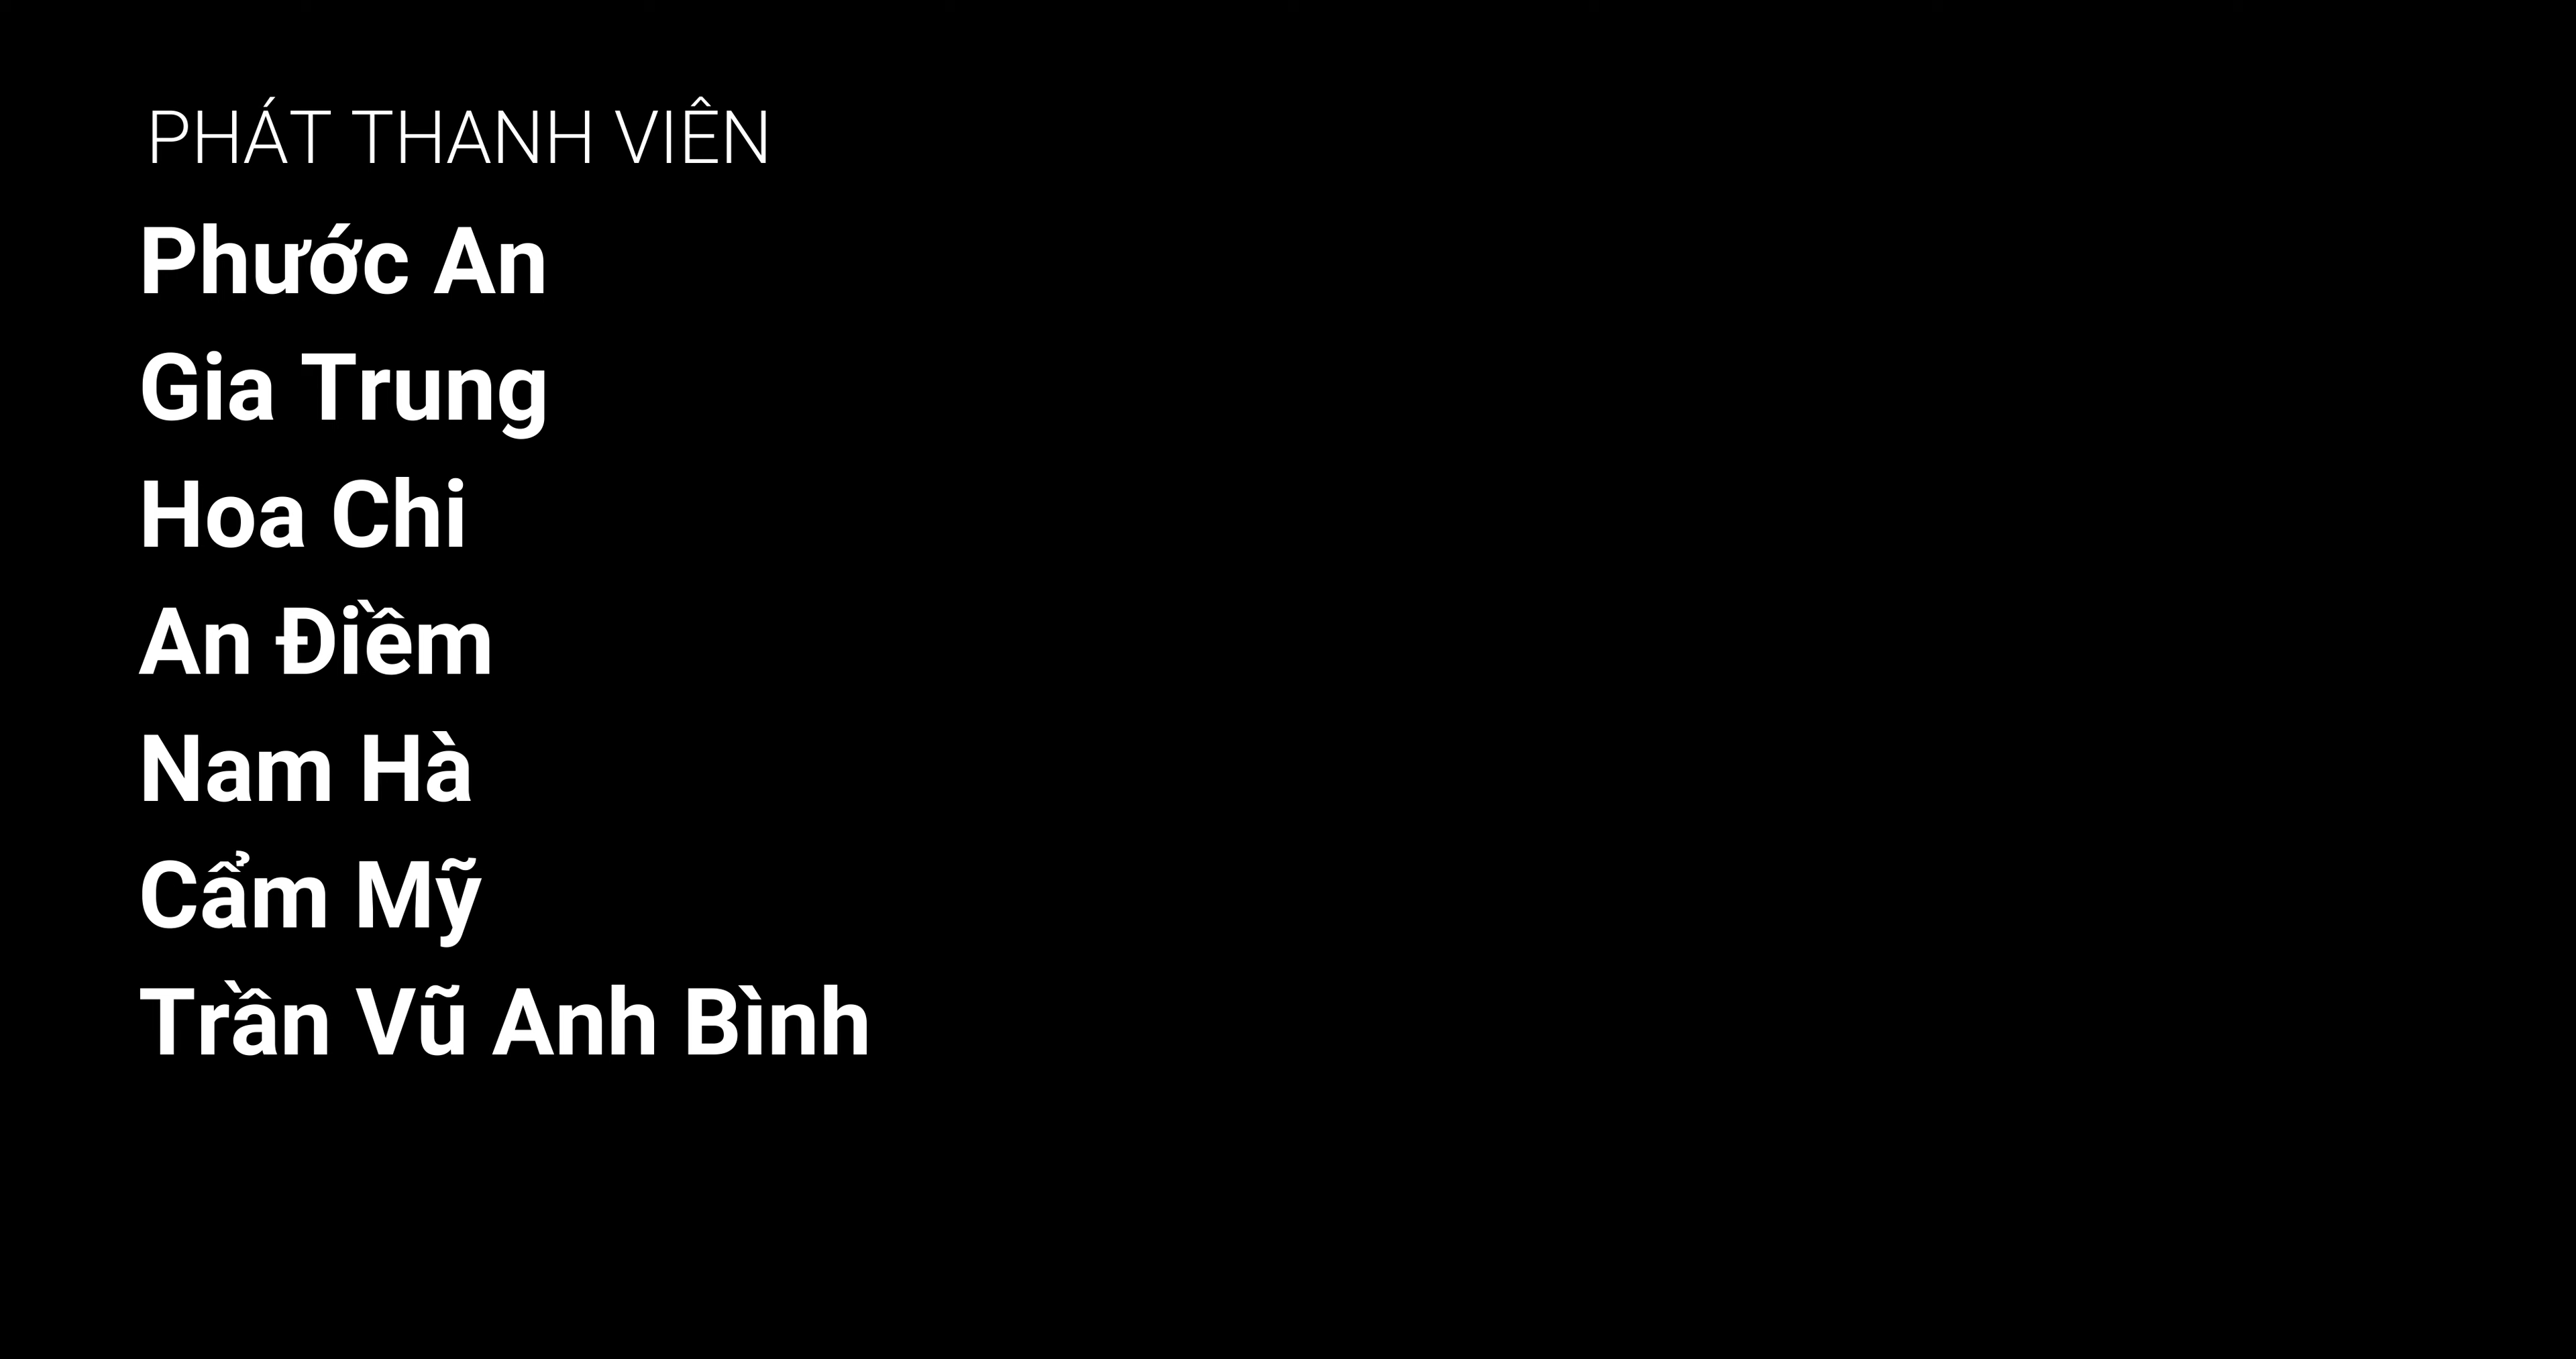 PHÁT THANH VIÊN
Phước An
Gia Trung
Hoa Chi
An Điềm
Nam Hà
Cẩm Mỹ
Trần Vũ Anh Bình